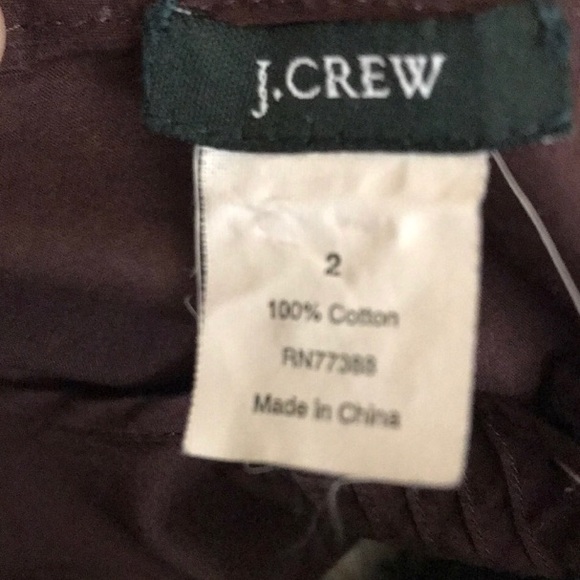 J.CREW
2
100% Cotton
RN77388
Made in China